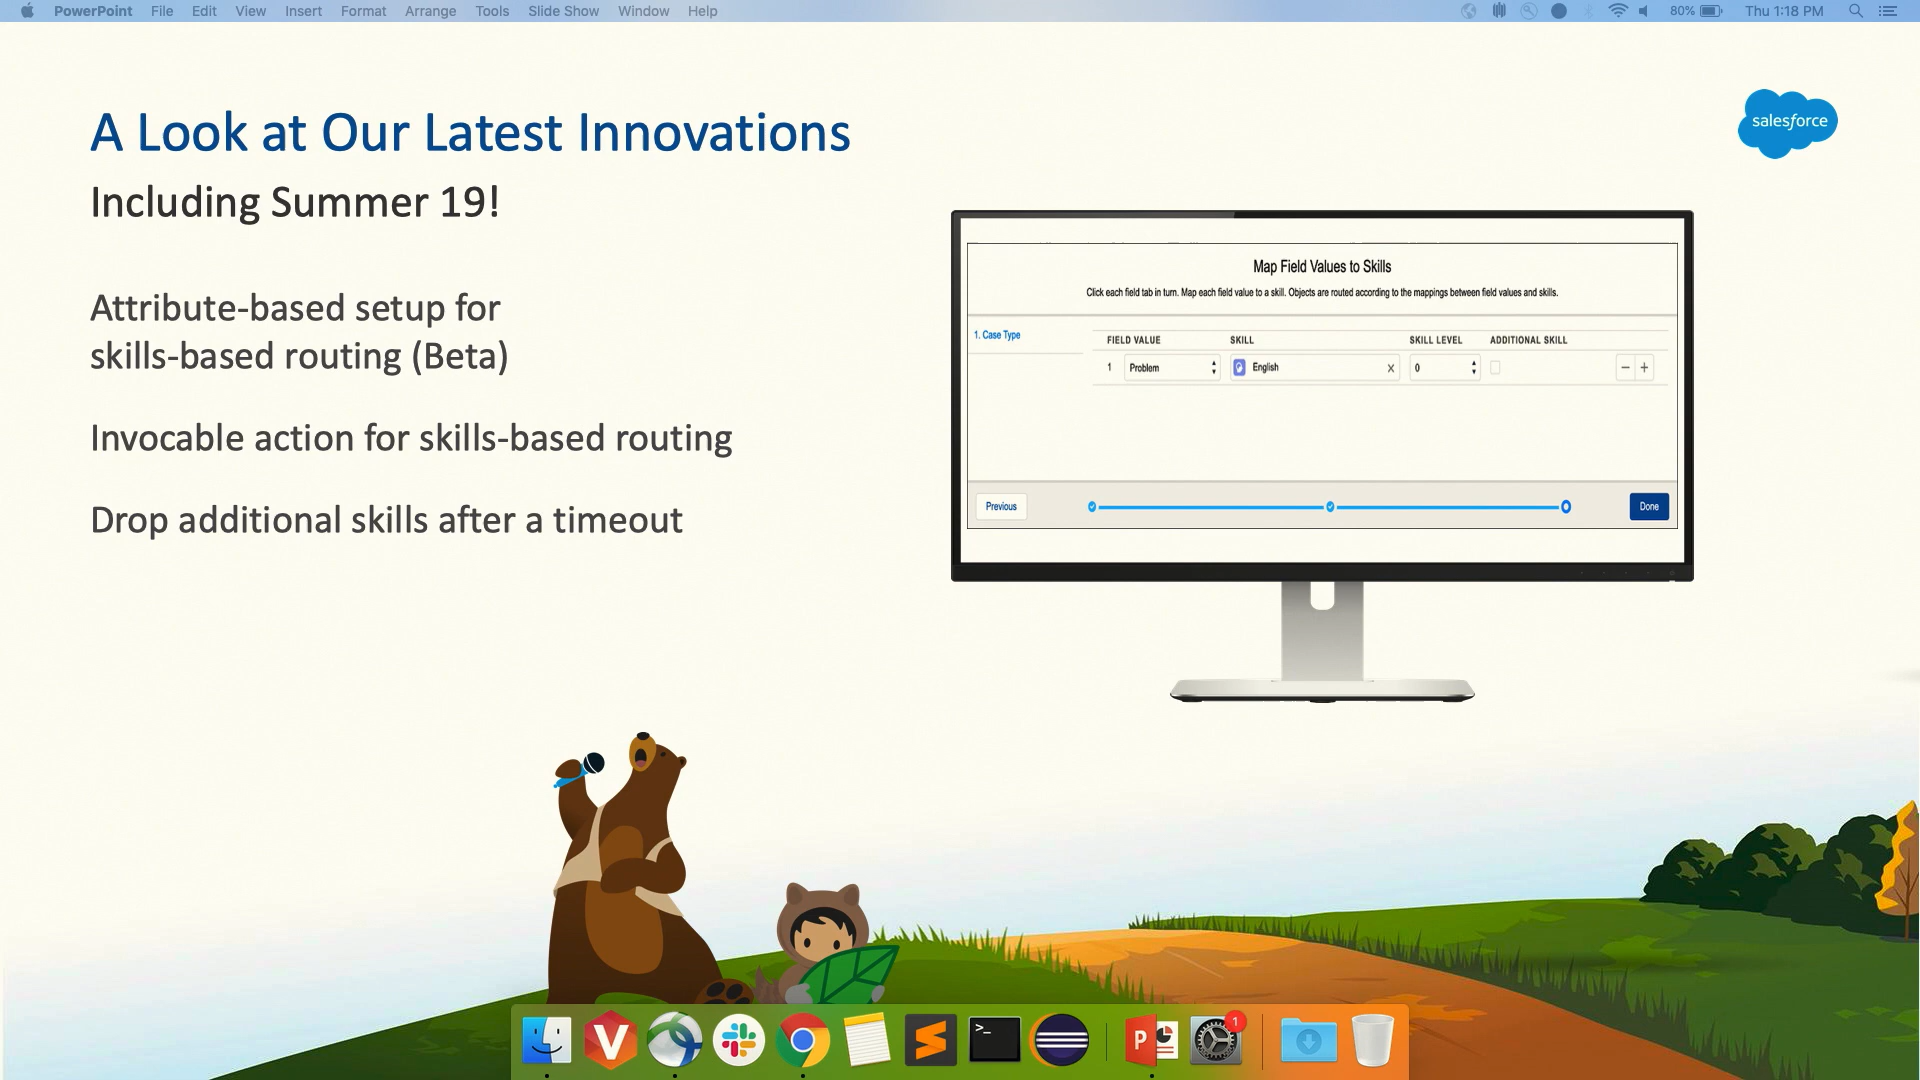 PowerPoint File Edit View Insert Format Arrange Tools Slide Show Window Help 80% Thu 1:18 PM
A Look at Our Latest Innovations
salesforce
Including Summer 19!
Attribute-based setup for
skills-based routing (Beta)
Invocable action for skills-based routing
Drop additional skills after a timeout
Map Field Values to Skills
Click each field tab in turn. Map each field value to a skill. Objects are routed according to the mappings between field values and skills.
1. Case Type
FIELD VALUE SKILL SKILL LEVEL ADDITIONAL SKILL
1 Problem English x 0 − +
Previous Done
V >_ P 1